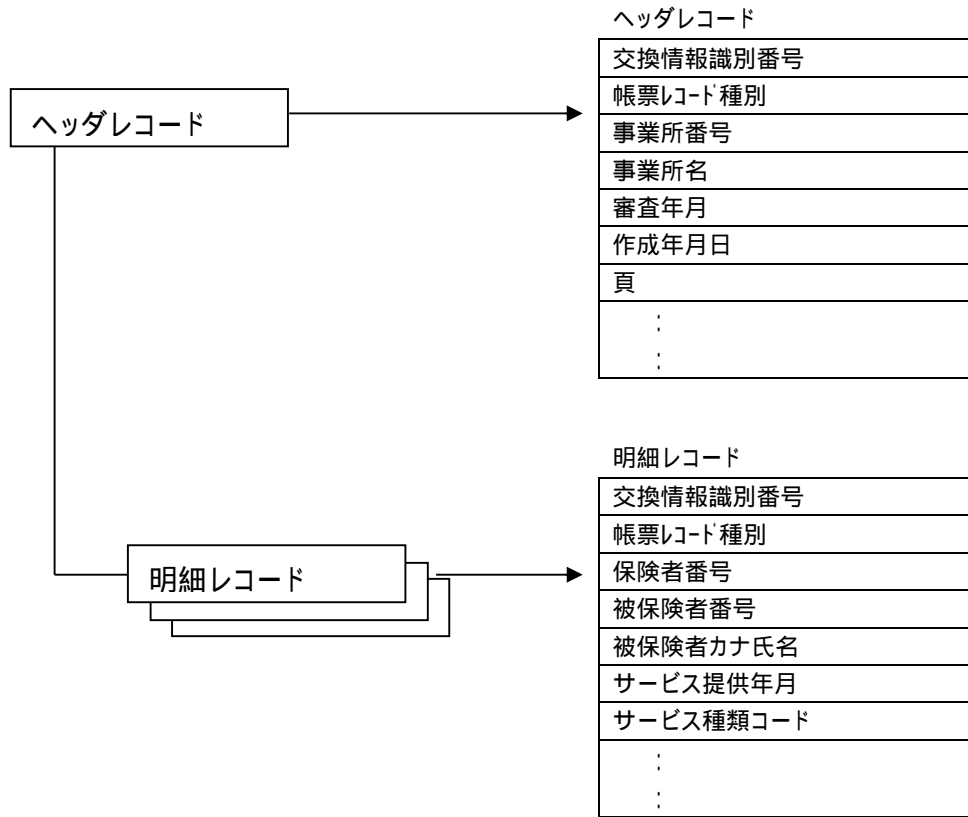 ヘッダレコード
交換情報識別番号
帳票ﾚｺｰﾄﾞ種別
事業所番号
事業所名
審査年月
作成年月日
頁
:
:
ヘッダレコード
明細レコード
交換情報識別番号
帳票ﾚｺｰﾄﾞ種別
保険者番号
被保険者番号
被保険者カナ氏名
サービス提供年月
サービス種類コード
:
:
明細レコード